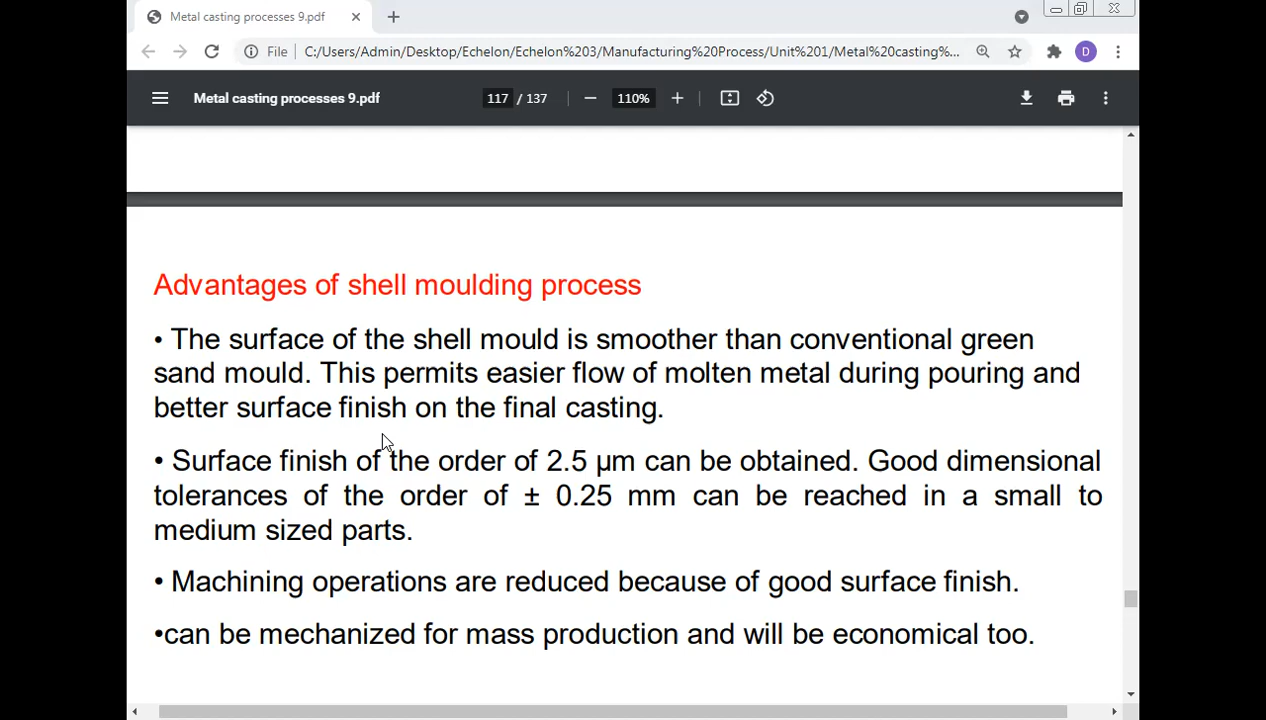 Metal casting processes 9.pdf
File
C:/Users/Admin/Desktop/Echelon/Echelon%203/Manufacturing%20Process/Unit%201/Metal%20casting%...
D
Metal casting processes 9.pdf
117 / 137
110%
Advantages of shell moulding process
• The surface of the shell mould is smoother than conventional green
sand mould. This permits easier flow of molten metal during pouring and
better surface finish on the final casting.
• Surface finish of the order of 2.5 μm can be obtained. Good dimensional
tolerances of the order of ± 0.25 mm can be reached in a small to
medium sized parts.
• Machining operations are reduced because of good surface finish.
•can be mechanized for mass production and will be economical too.